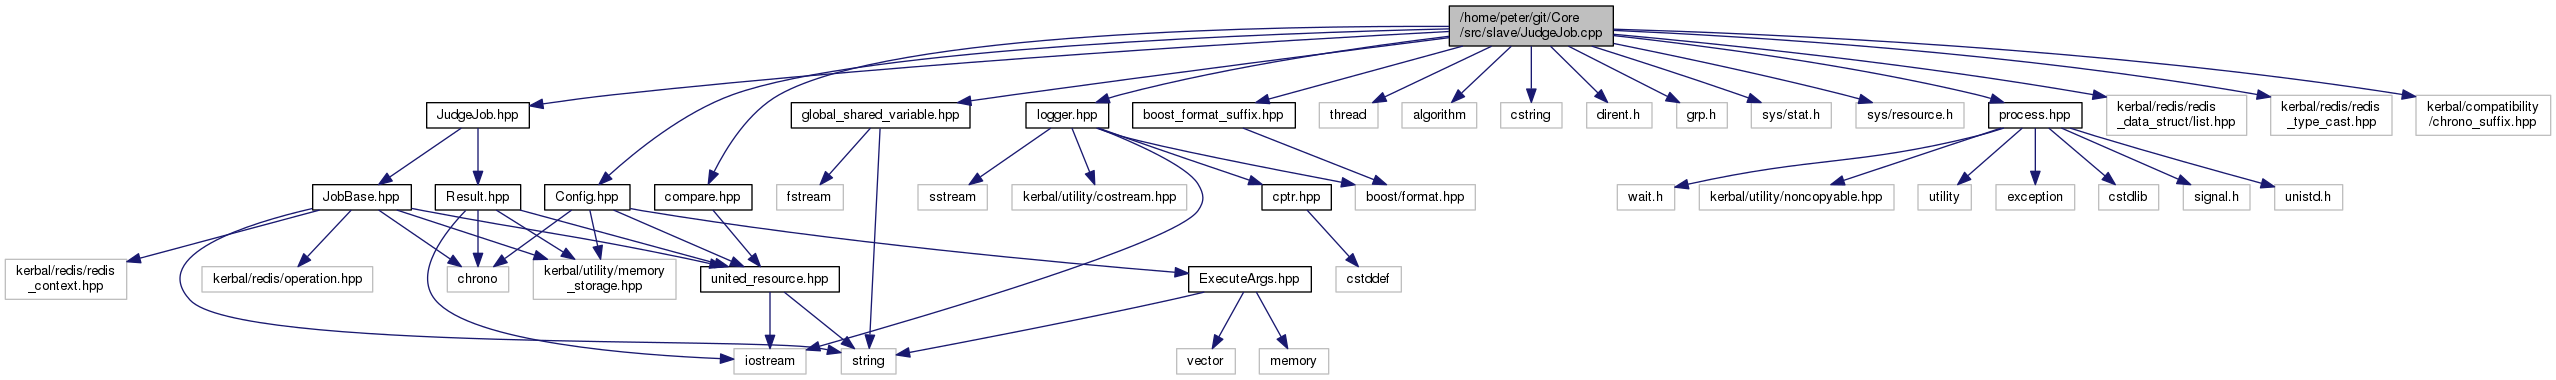 /home/peter/git/Core
/src/slave/JudgeJob.cpp
JudgeJob.hpp
global_shared_variable.hpp
logger.hpp
boost_format_suffix.hpp
thread
algorithm
cstring
dirent.h
grp.h
sys/stat.h
sys/resource.h
process.hpp
kerbal/redis/redis
_data_struct/list.hpp
kerbal/redis/redis
_type_cast.hpp
kerbal/compatibility
/chrono_suffix.hpp
JobBase.hpp
Result.hpp
Config.hpp
compare.hpp
fstream
sstream
kerbal/utility/costream.hpp
cptr.hpp
boost/format.hpp
wait.h
kerbal/utility/noncopyable.hpp
utility
exception
cstdlib
signal.h
unistd.h
kerbal/redis/redis
_context.hpp
kerbal/redis/operation.hpp
chrono
kerbal/utility/memory
_storage.hpp
united_resource.hpp
ExecuteArgs.hpp
cstddef
iostream
string
vector
memory